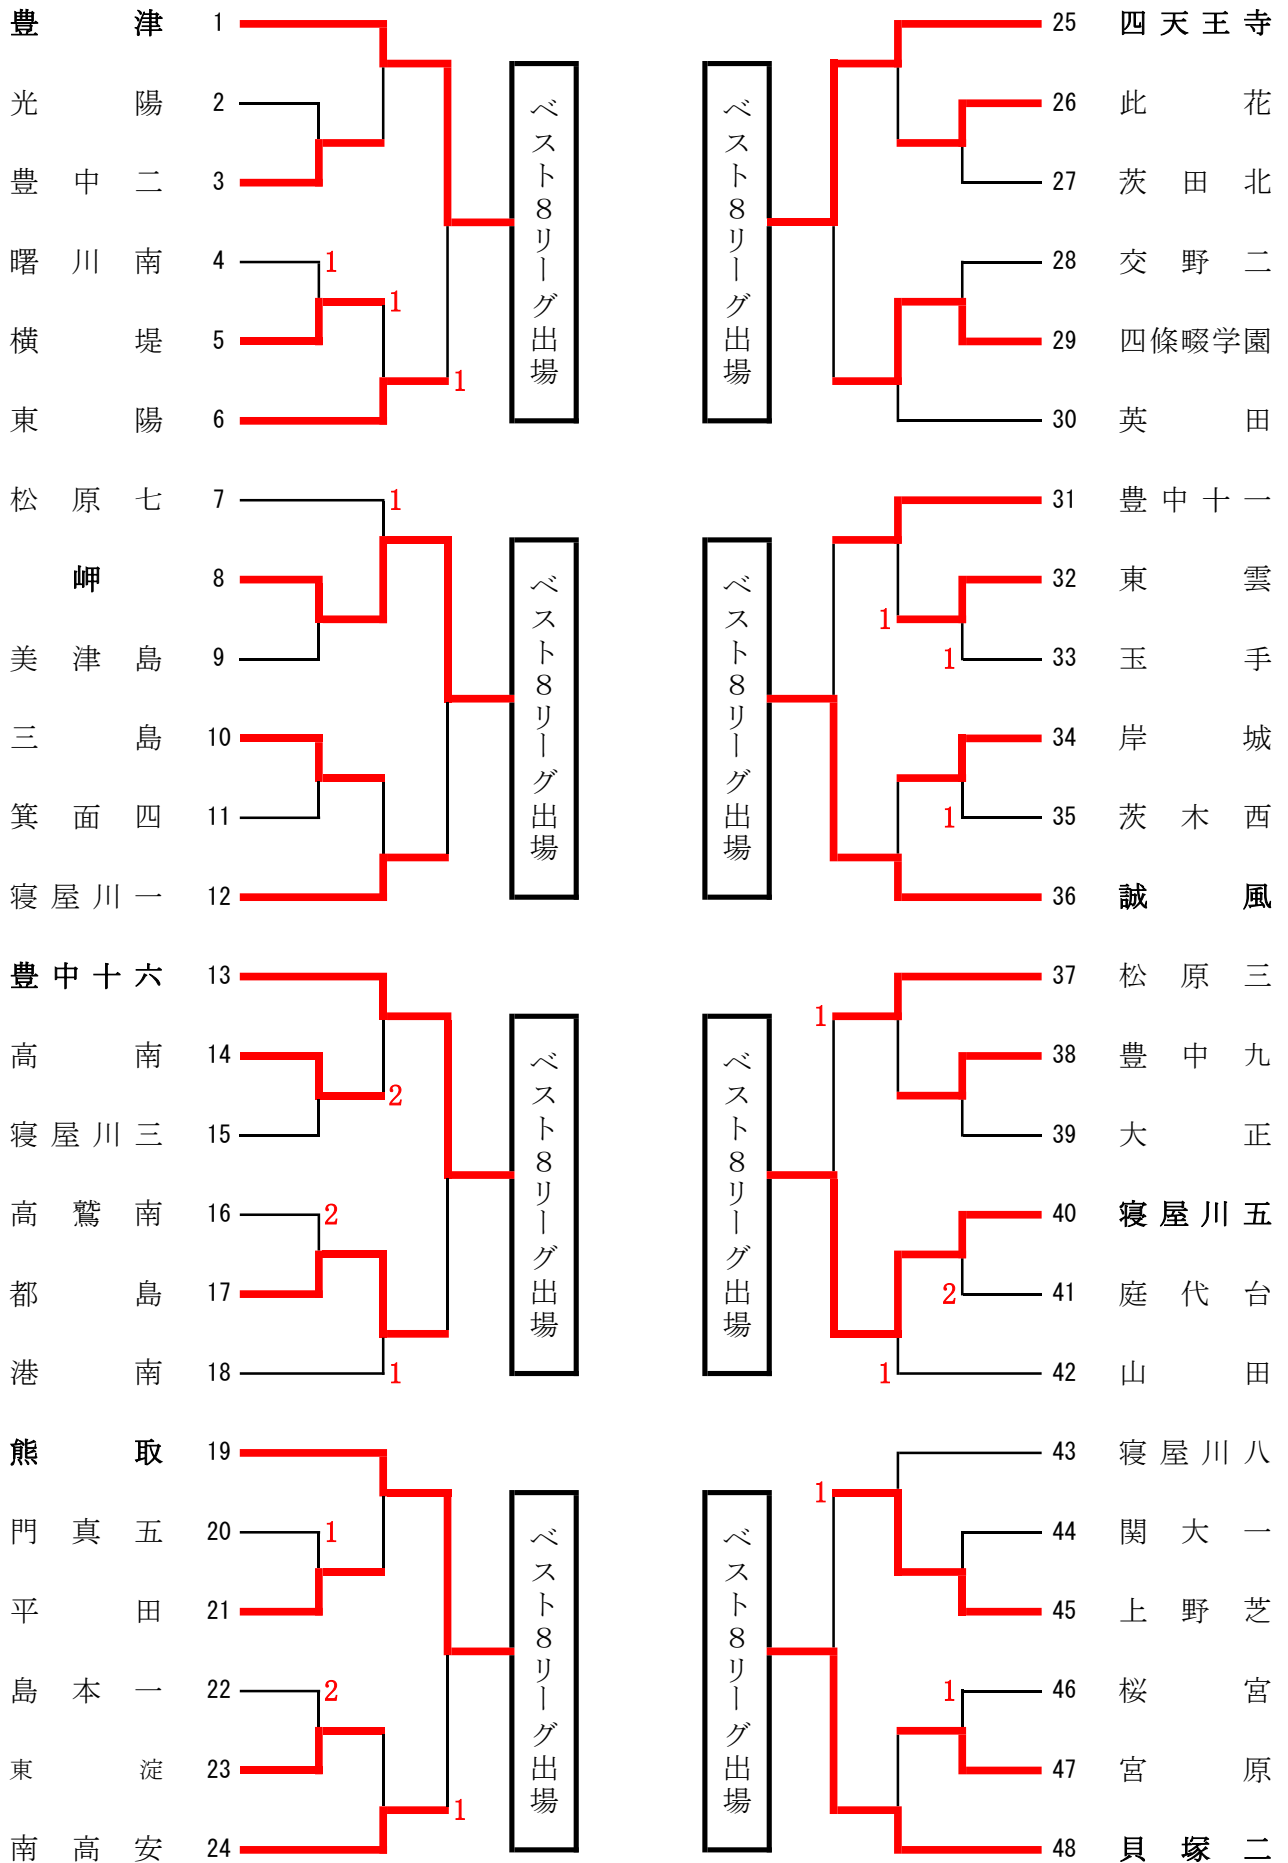 豊津 1
光陽 2
豊中二 3
曙川南 4 1
1
横堤 5
1
東陽 6
ベスト8リーグ出場
松原七 7 1
岬 8
美津島 9
三島 10
箕面四 11
寝屋川一 12
ベスト8リーグ出場
豊中十六 13
高南 14
2
寝屋川三 15
高鷲南 16 2
都島 17
港南 18 1
ベスト8リーグ出場
熊取 19
門真五 20 1
平田 21
島本一 22 2
東淀 23
1
南高安 24
ベスト8リーグ出場
25 四天王寺
26 此花
27 茨田北
28 交野二
29 四條畷学園
30 英田
ベスト8リーグ出場
31 豊中十一
32 東雲
1
1 33 玉手
34 岸城
1 35 茨木西
36 誠風
ベスト8リーグ出場
37 松原三
1
38 豊中九
39 大正
40 寝屋川五
2 41 庭代台
1 42 山田
ベスト8リーグ出場
43 寝屋川八
1
44 関大一
45 上野芝
1 46 桜宮
47 宮原
48 貝塚二
ベスト8リーグ出場